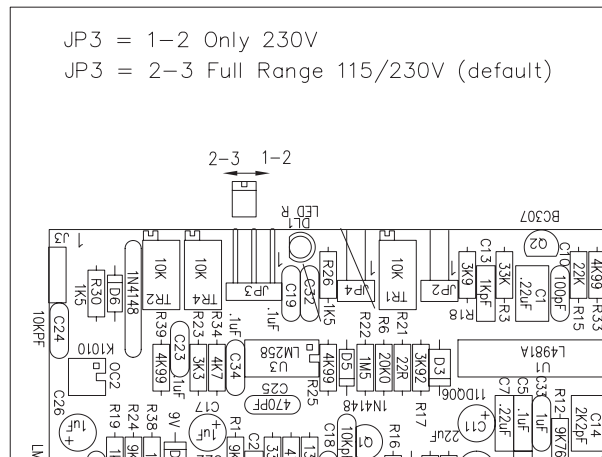 JP3 = 1-2 Only 230V
JP3 = 2-3 Full Range 115/230V (default)
2-3 1-2
LED R
DL1
BC307
Q2
J3
1
10K
TR2
10K
TR4
JP3
1
C19
C32
R26
1K5
JP4
1
10K
TR1
JP2
1
3K9
R18
C13
1KpF
33K
R3
.22uF
C1
C10
100pF
22K
R15
4K99
R33
1K5
R30
D6
1N4148
10KPF
C24
K1010
OC2
R39
4K99
C23
.1uF
R23
3K3
R34
4K7
.1uF
C34
.1uF
U3
LM258
R25
4K99
D5
R22
1M5
R6
20K0
R21
22R
3K92
R17
D3
U1
L4981A
C25
470PF
1N4148
11DQ06
C26
1uF
R19
R24
R38
9V
C17
1uF
C18
10KpF
Q1
R16
22uF
C11
C7
.22uF
C5
.1uF
C33
1uF
R12
9K76
2K2pF
C14